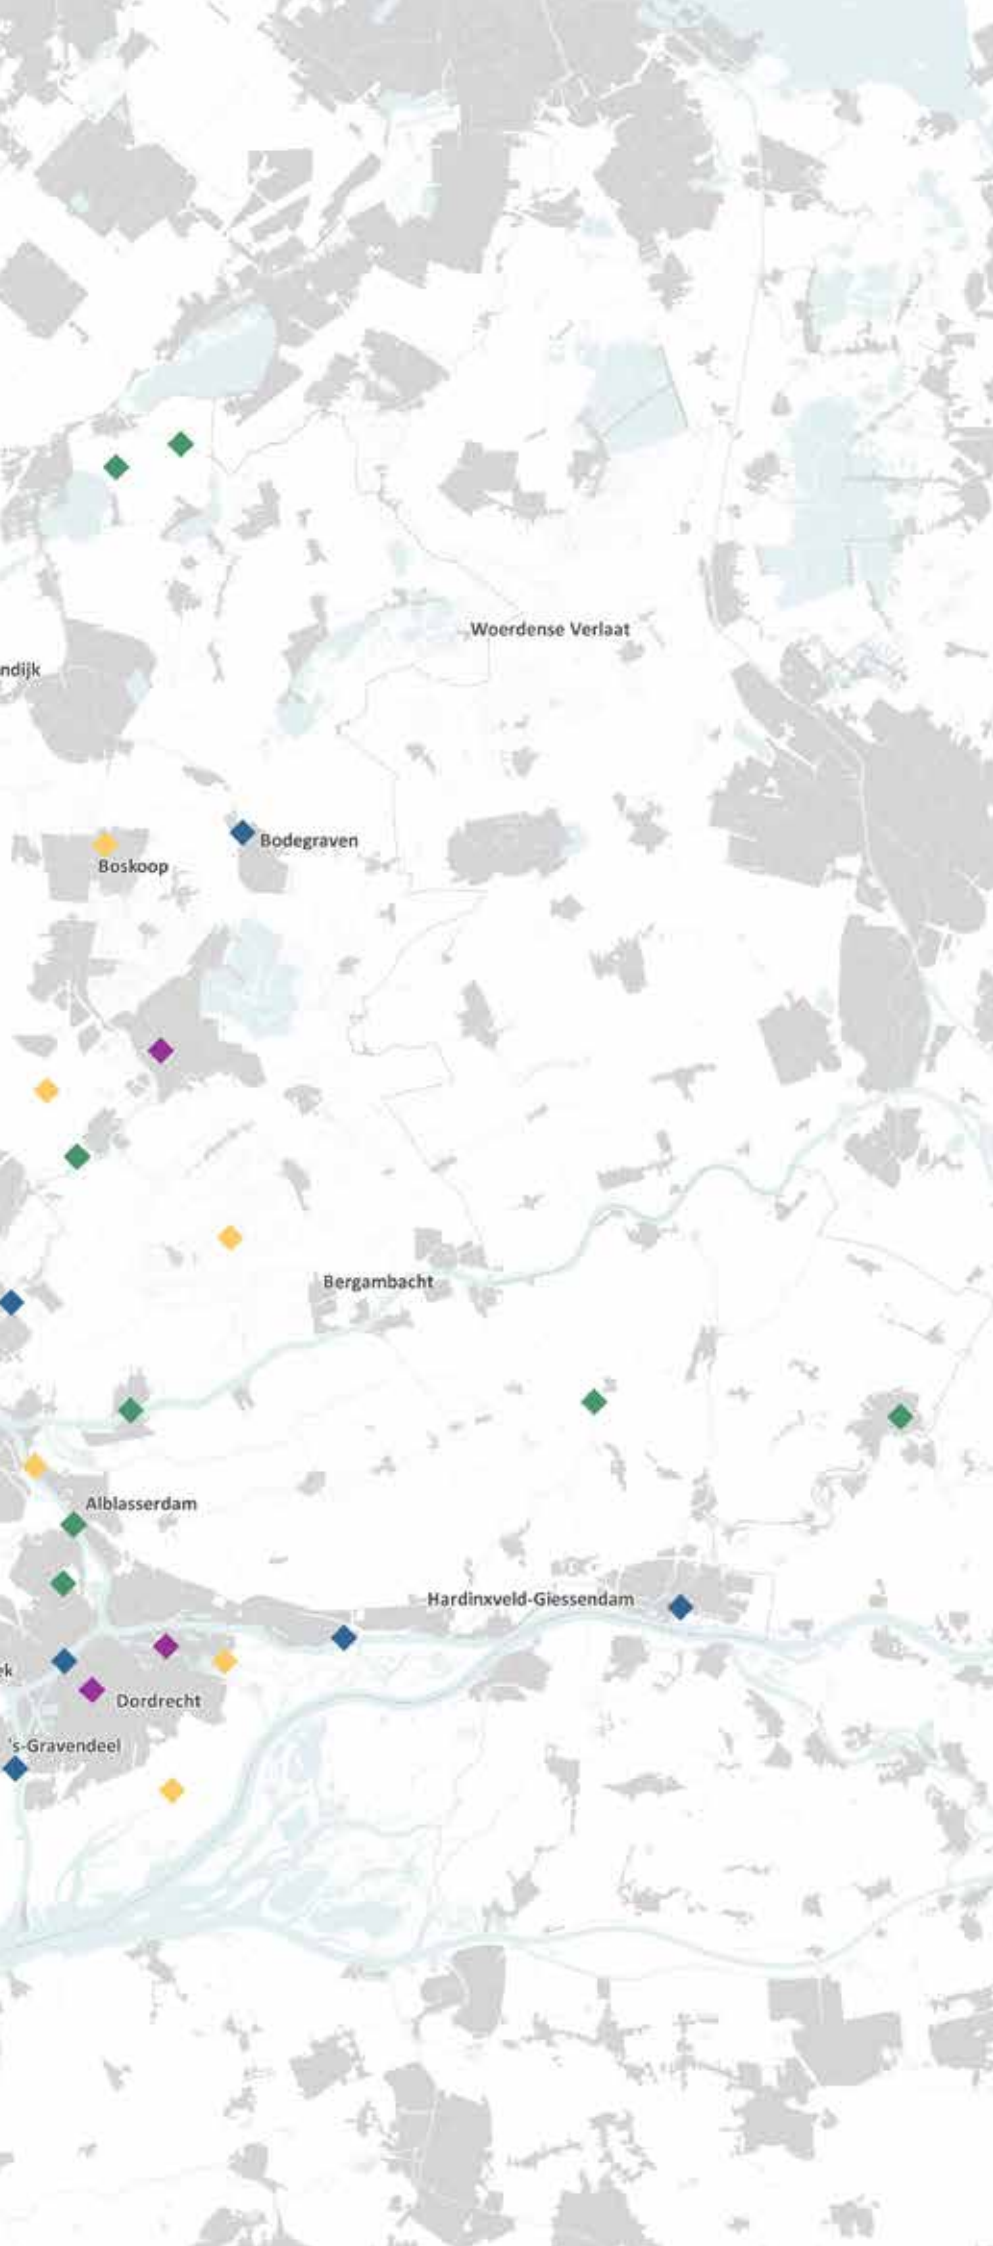 Woerdense Verlaat
ndijk
Bodegraven
Boskoop
Bergambacht
Alblasserdam
Hardinxveld-Giessendam
ek
Dordrecht
's-Gravendeel